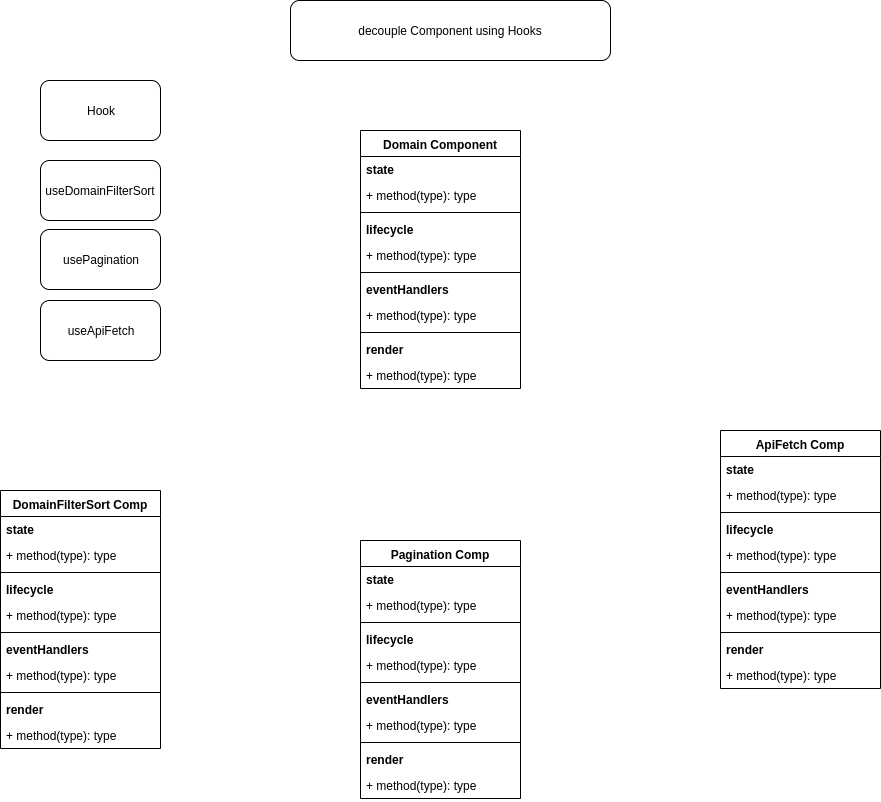 decouple Component using Hooks
Hook
useDomainFilterSort
usePagination
useApiFetch
Domain Component
state
+ method(type): type
lifecycle
+ method(type): type
eventHandlers
+ method(type): type
render
+ method(type): type
DomainFilterSort Comp
state
+ method(type): type
lifecycle
+ method(type): type
eventHandlers
+ method(type): type
render
+ method(type): type
Pagination Comp
state
+ method(type): type
lifecycle
+ method(type): type
eventHandlers
+ method(type): type
render
+ method(type): type
ApiFetch Comp
state
+ method(type): type
lifecycle
+ method(type): type
eventHandlers
+ method(type): type
render
+ method(type): type